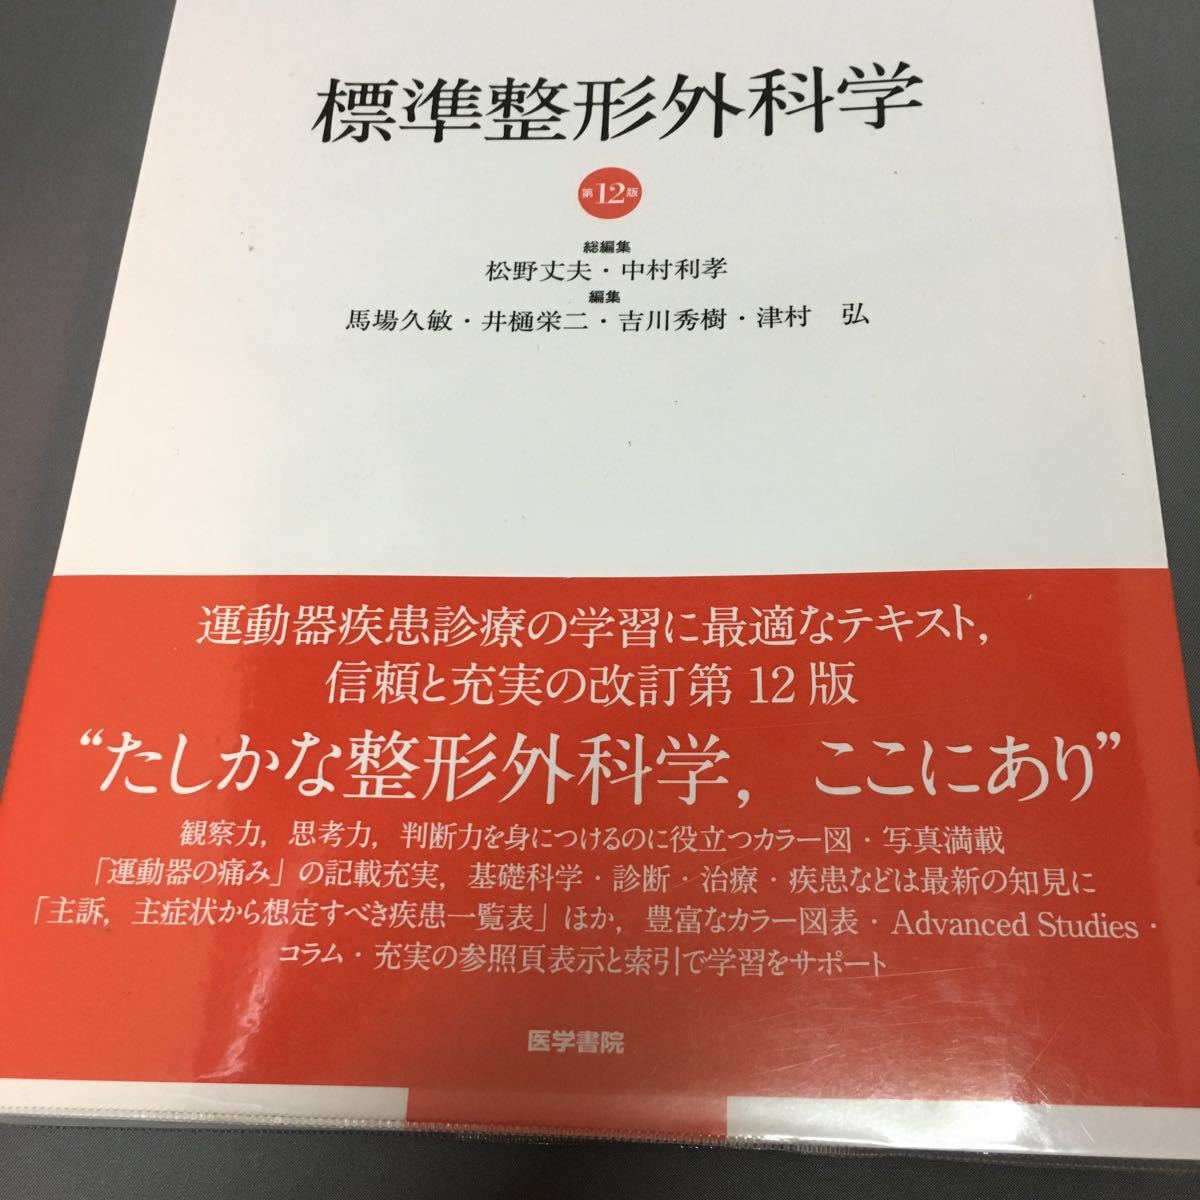 標準整形外科学
第12版
総編集
松野丈夫・中村利孝
編集
馬場久敏・井樋栄二・吉川秀樹・津村　弘
運動器疾患診療の学習に最適なテキスト,
信頼と充実の改訂第12版
“たしかな整形外科学, ここにあり”
観察力, 思考力, 判断力を身につけるのに役立つカラー図・写真満載
「運動器の痛み」の記載充実, 基礎科学・診断・治療・疾患などは最新の知見に
「主訴, 主症状から想定すべき疾患一覧表」ほか, 豊富なカラー図表・Advanced Studies・
コラム・充実の参照頁表示と索引で学習をサポート
医学書院